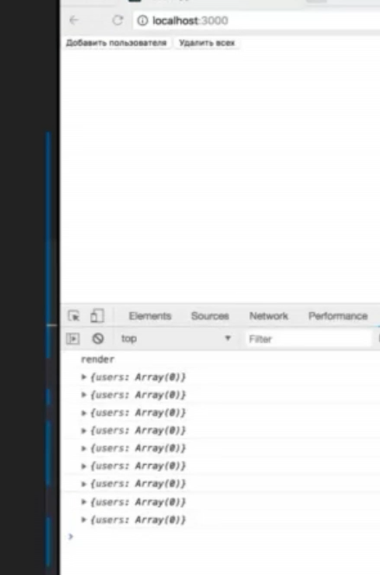 localhost:3000
Добавить пользователя Удалить всех
Elements Sources Network Performance
top Filter
render
{users: Array(0)}
{users: Array(0)}
{users: Array(0)}
{users: Array(0)}
{users: Array(0)}
{users: Array(0)}
{users: Array(0)}
{users: Array(0)}
{users: Array(0)}